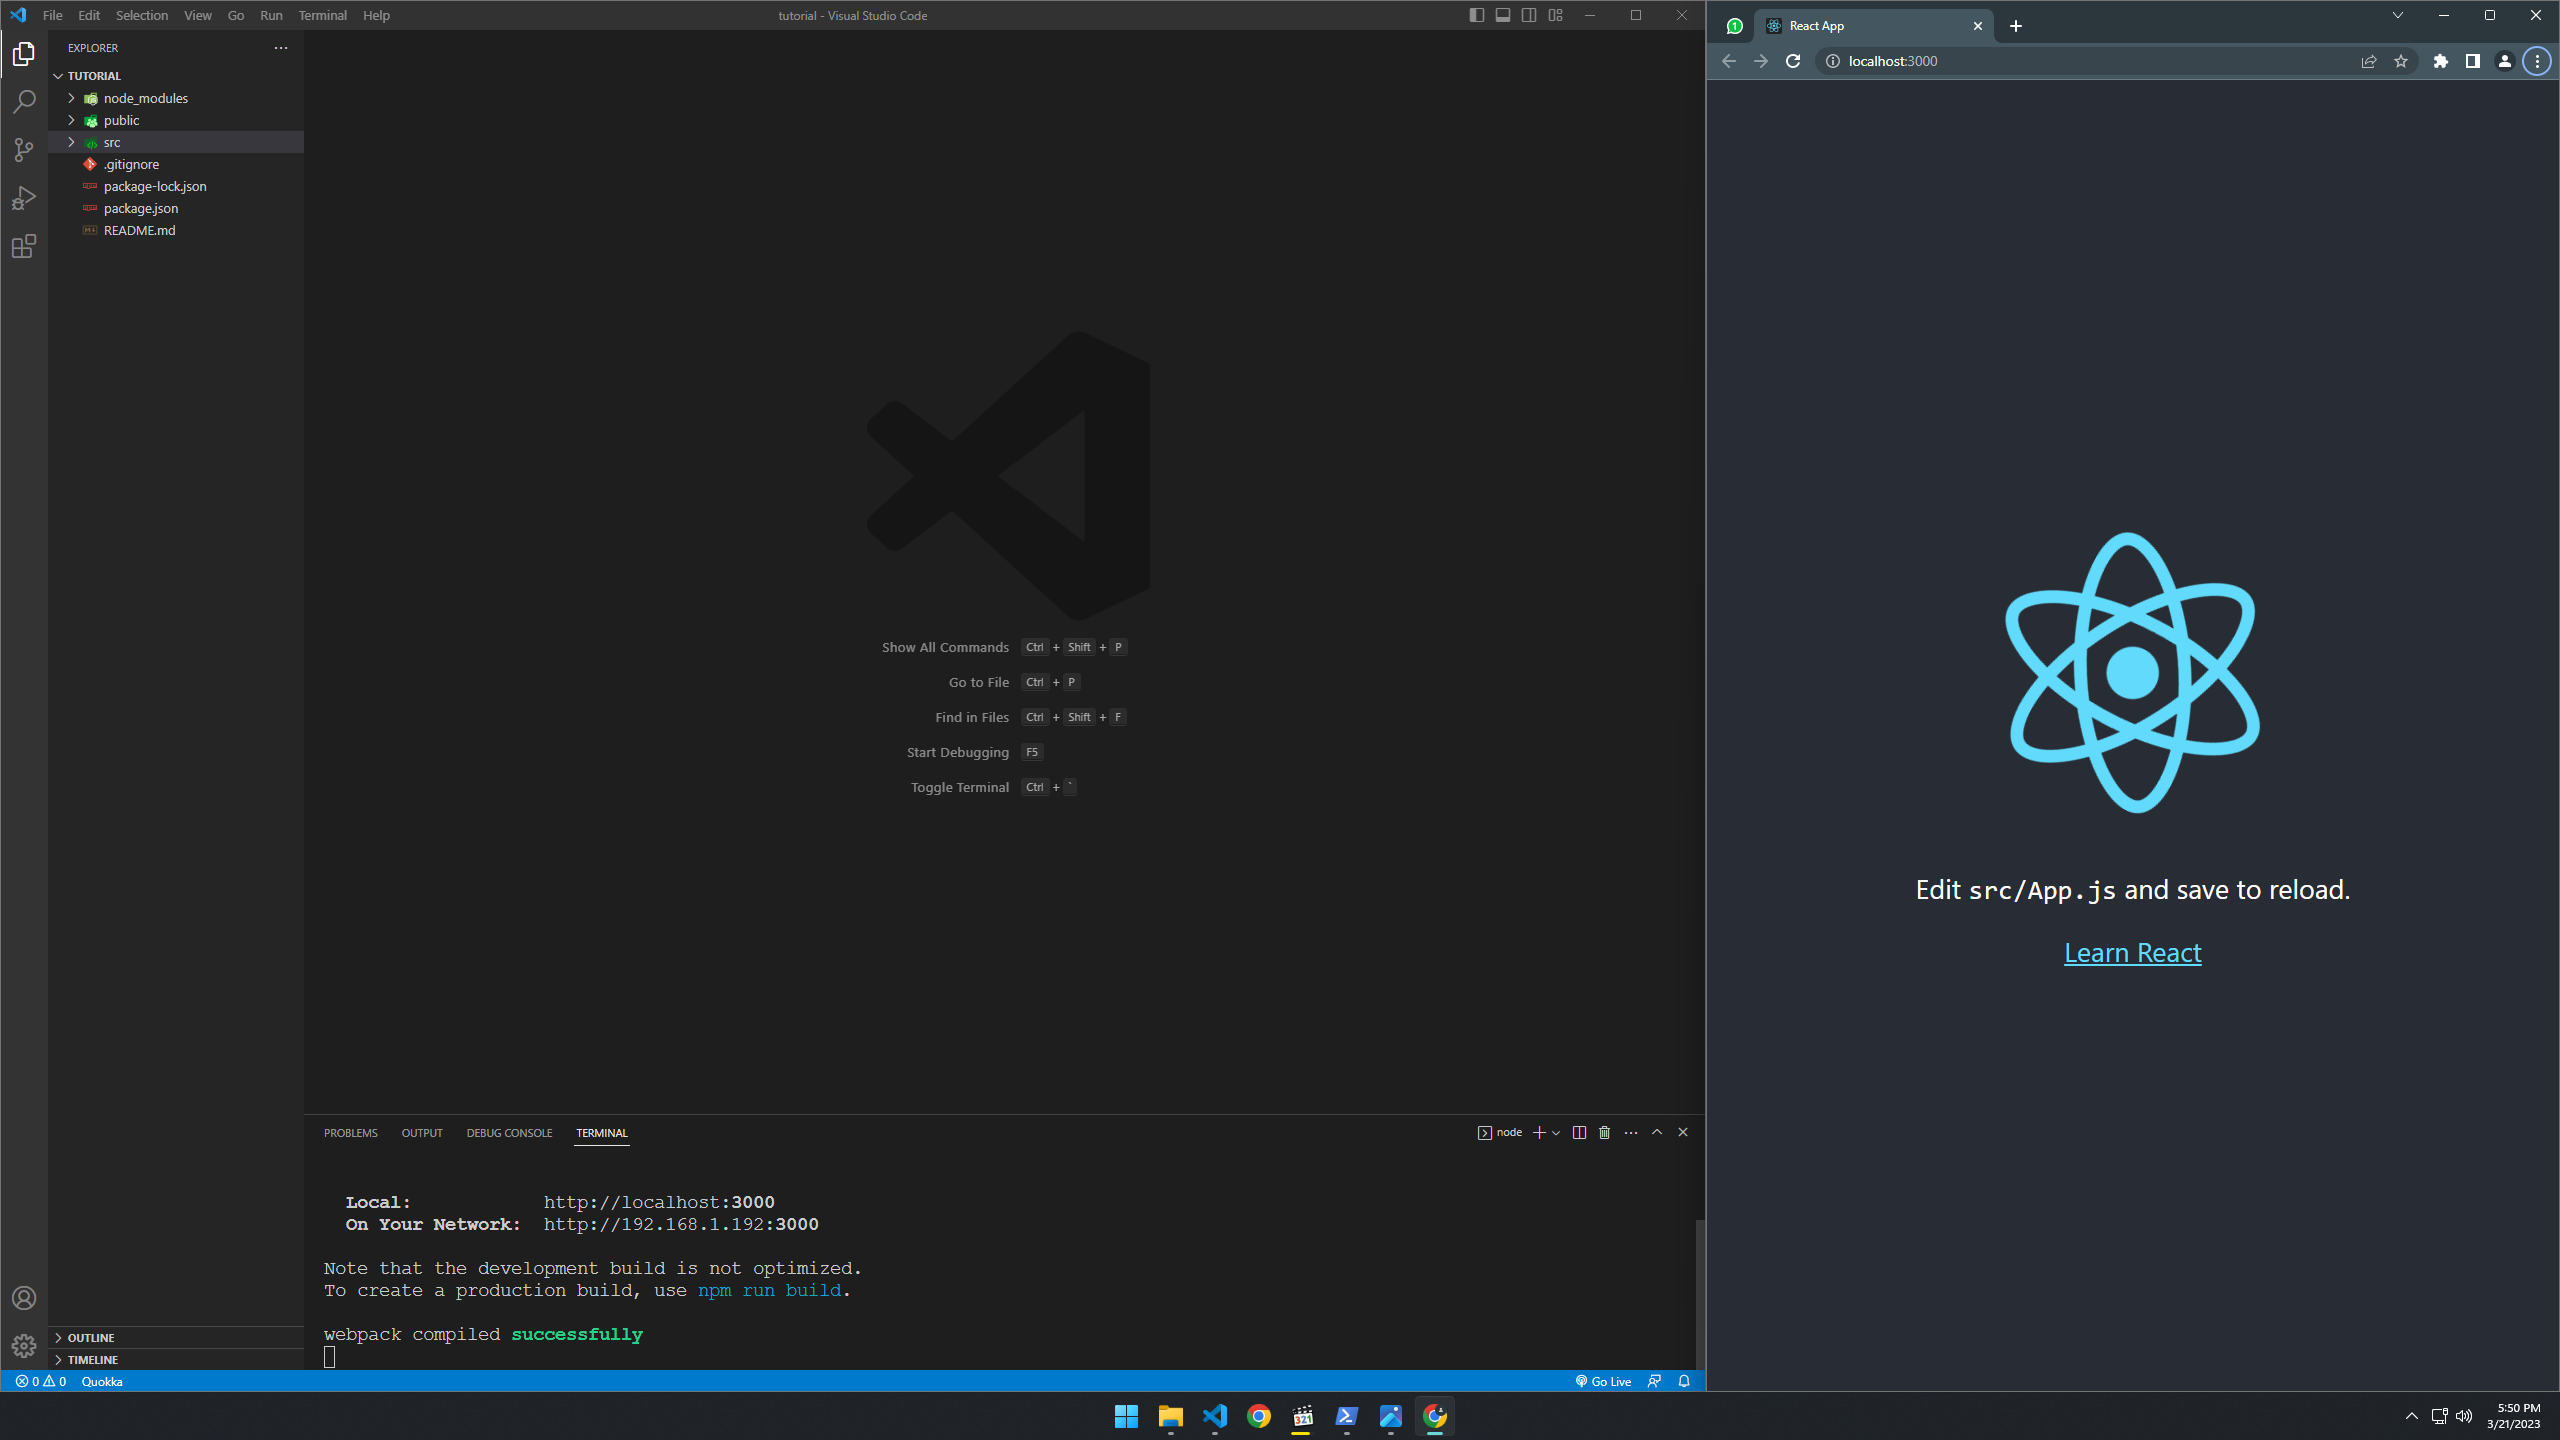 File Edit Selection View Go Run Terminal Help
tutorial - Visual Studio Code
EXPLORER
TUTORIAL
node_modules
public
src
.gitignore
package-lock.json
package.json
README.md
OUTLINE
TIMELINE
Show All Commands Ctrl + Shift + P
Go to File Ctrl + P
Find in Files Ctrl + Shift + F
Start Debugging F5
Toggle Terminal Ctrl + `
PROBLEMS OUTPUT DEBUG CONSOLE TERMINAL
node
Local: http://localhost:3000
On Your Network: http://192.168.1.192:3000
Note that the development build is not optimized.
To create a production build, use npm run build.
webpack compiled successfully
0 0 Quokka
Go Live
1
React App
localhost:3000
Edit src/App.js and save to reload.
Learn React
321
5:50 PM
3/21/2023